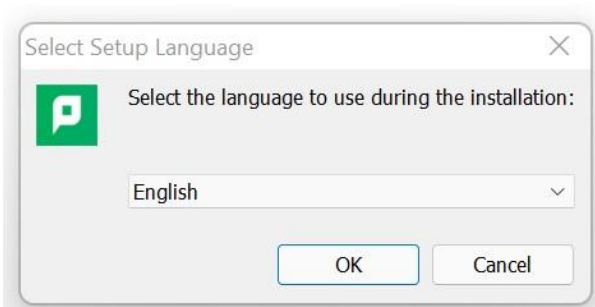 Select Setup Language
Select the language to use during the installation:
English
OK
Cancel